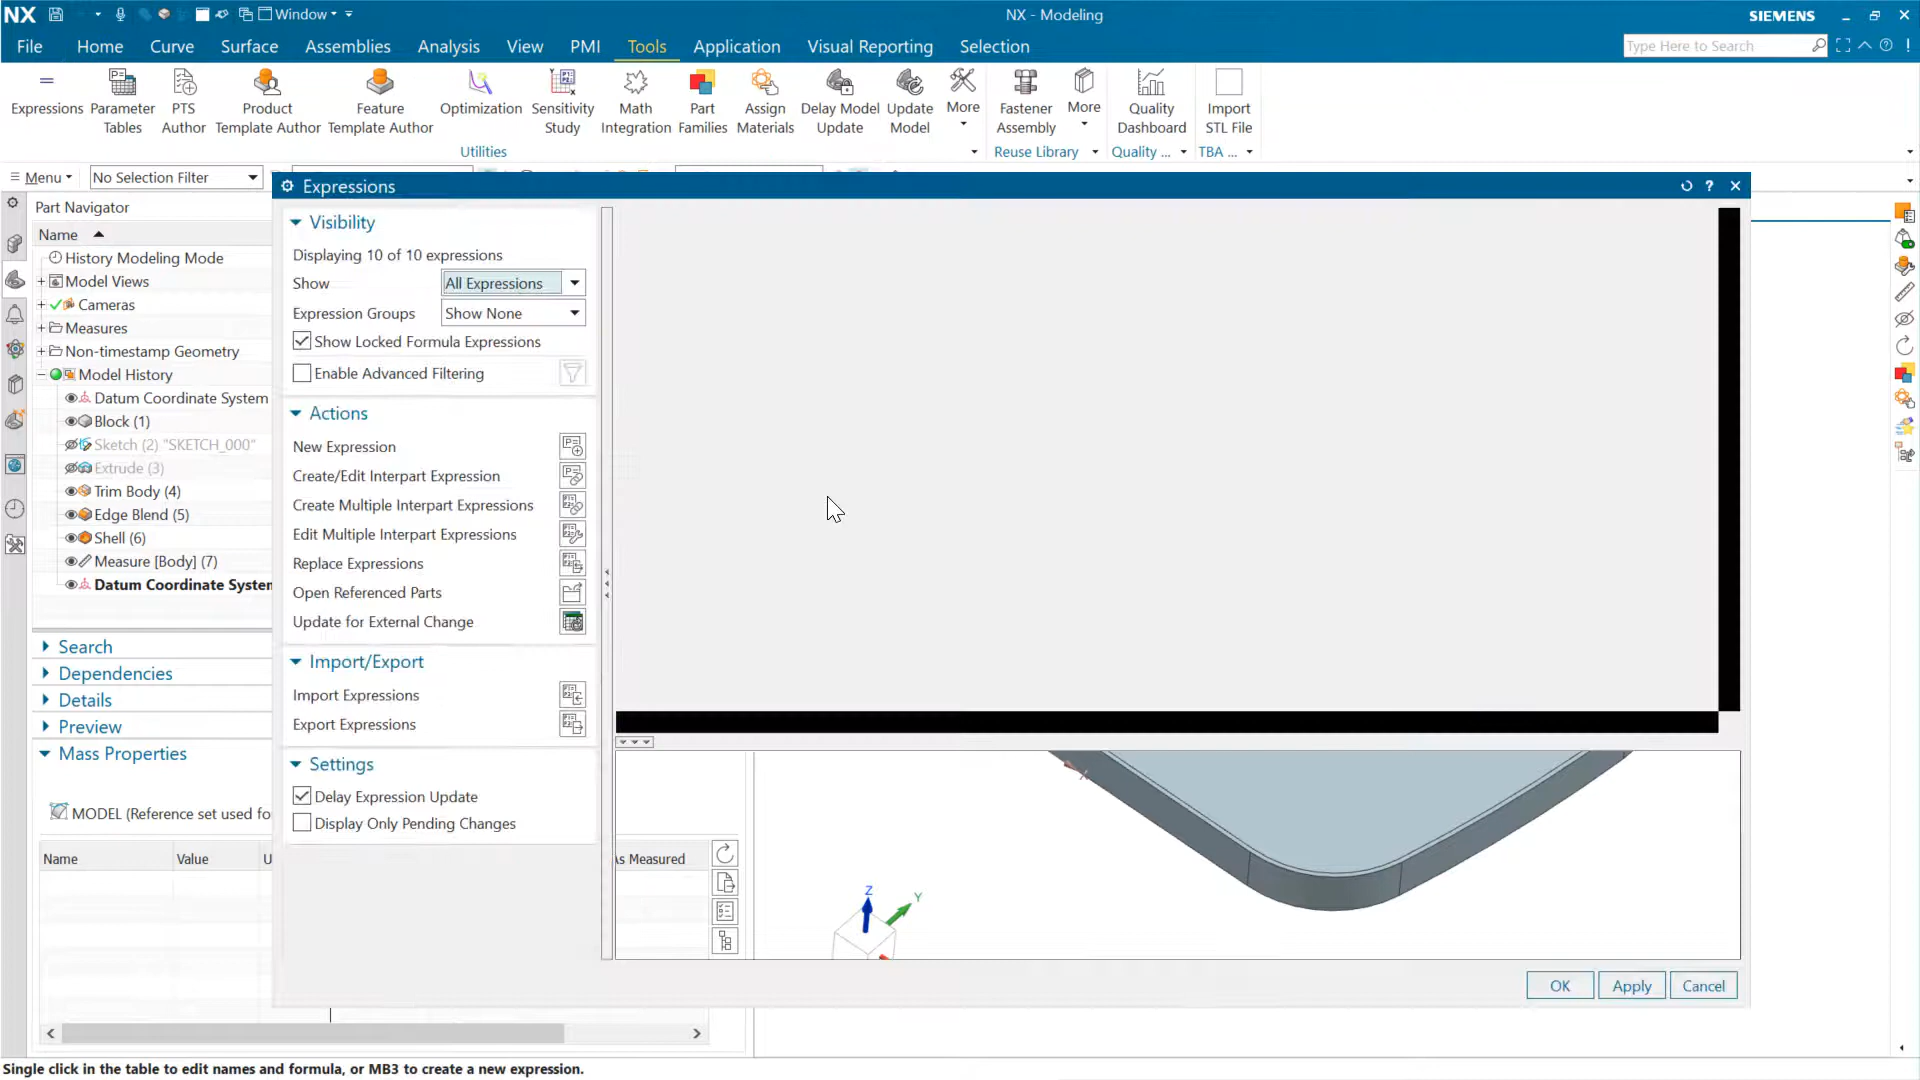 NX
Window
NX - Modeling
SIEMENS
File
Home
Curve
Surface
Assemblies
Analysis
View
PMI
Tools
Application
Visual Reporting
Selection
Type Here to Search
Expressions
Parameter
Tables
PTS
Author
Product
Template Author
Feature
Template Author
Optimization
Sensitivity
Study
Math
Integration
Part
Families
Assign
Materials
Delay Model
Update
Update
Model
More
Fastener
Assembly
More
Quality
Dashboard
Import
STL File
Utilities
Reuse Library
Quality ...
TBA ...
Menu
No Selection Filter
Part Navigator
Name
History Modeling Mode
Model Views
Cameras
Measures
Non-timestamp Geometry
Model History
Datum Coordinate System
Block (1)
Sketch (2) "SKETCH_000"
Extrude (3)
Trim Body (4)
Edge Blend (5)
Shell (6)
Measure [Body] (7)
Datum Coordinate System
Search
Dependencies
Details
Preview
Mass Properties
MODEL (Reference set used fo
Name
Value
U
As Measured
Expressions
Visibility
Displaying 10 of 10 expressions
Show
All Expressions
Expression Groups
Show None
Show Locked Formula Expressions
Enable Advanced Filtering
Actions
New Expression
Create/Edit Interpart Expression
Create Multiple Interpart Expressions
Edit Multiple Interpart Expressions
Replace Expressions
Open Referenced Parts
Update for External Change
Import/Export
Import Expressions
Export Expressions
Settings
Delay Expression Update
Display Only Pending Changes
Z
Y
X
OK
Apply
Cancel
Single click in the table to edit names and formula, or MB3 to create a new expression.